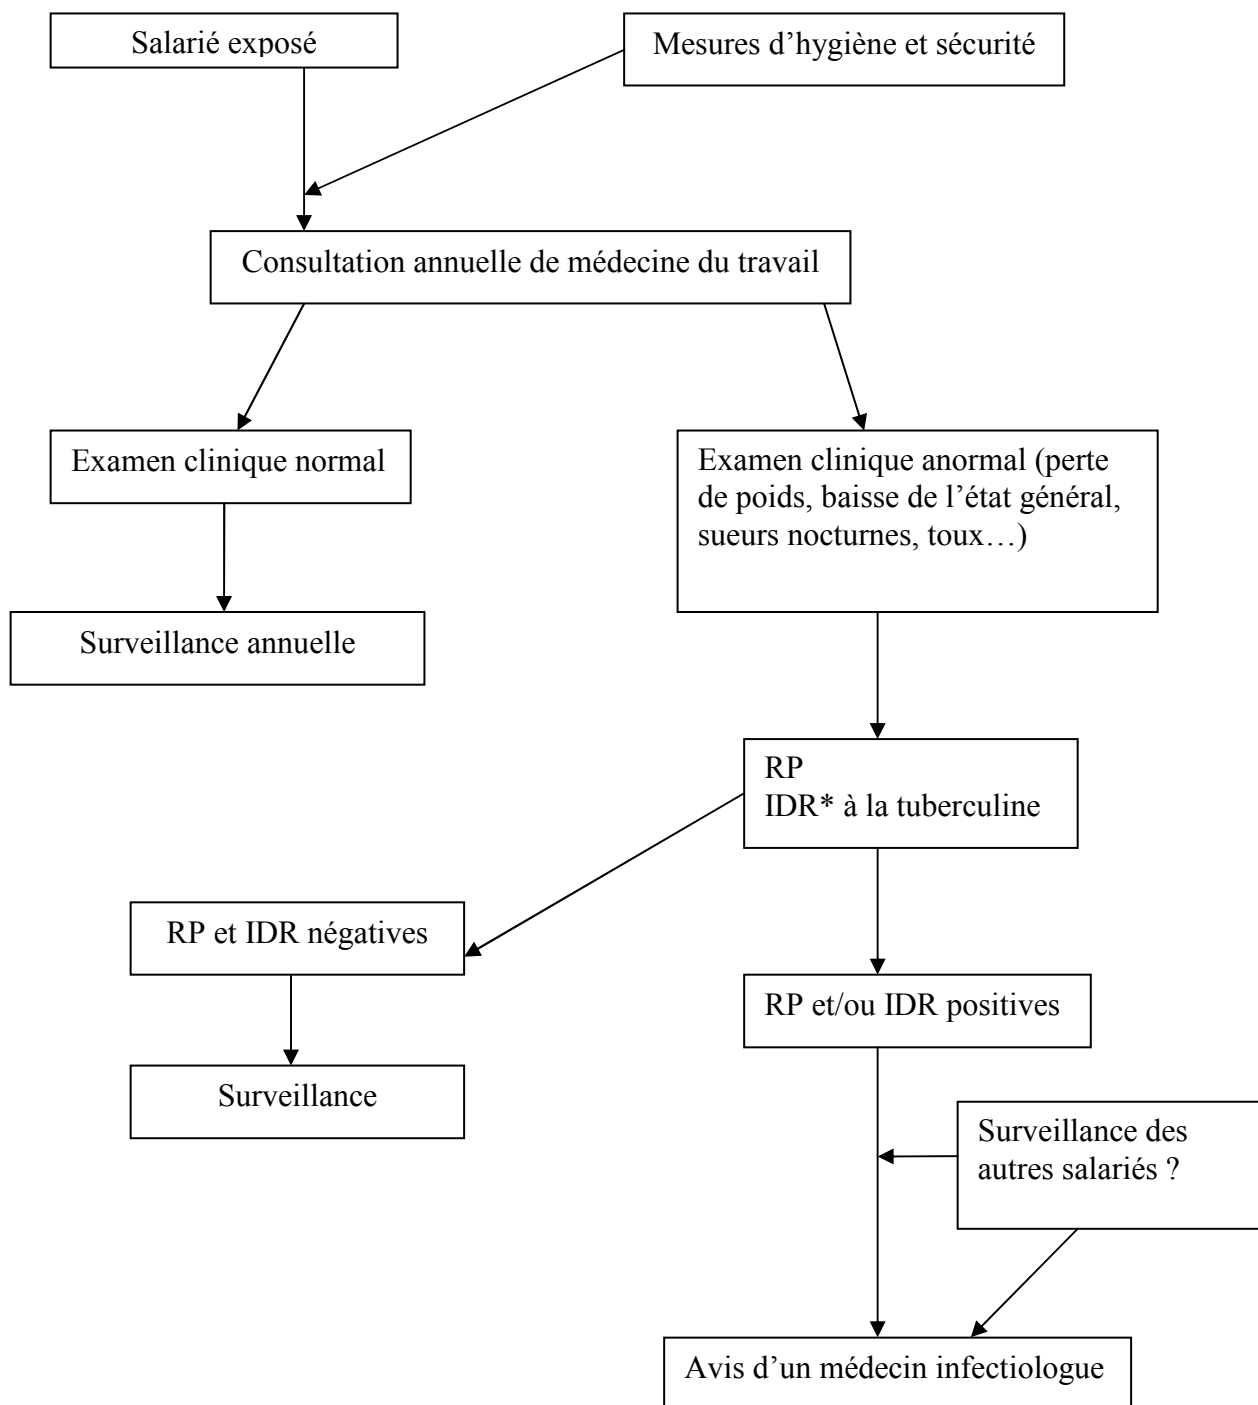 Salarié exposé
Mesures d’hygiène et sécurité
Consultation annuelle de médecine du travail
Examen clinique normal
Examen clinique anormal (perte
de poids, baisse de l’état général,
sueurs nocturnes, toux…)
Surveillance annuelle
RP
IDR* à la tuberculine
RP et IDR négatives
RP et/ou IDR positives
Surveillance
Surveillance des
autres salariés ?
Avis d’un médecin infectiologue